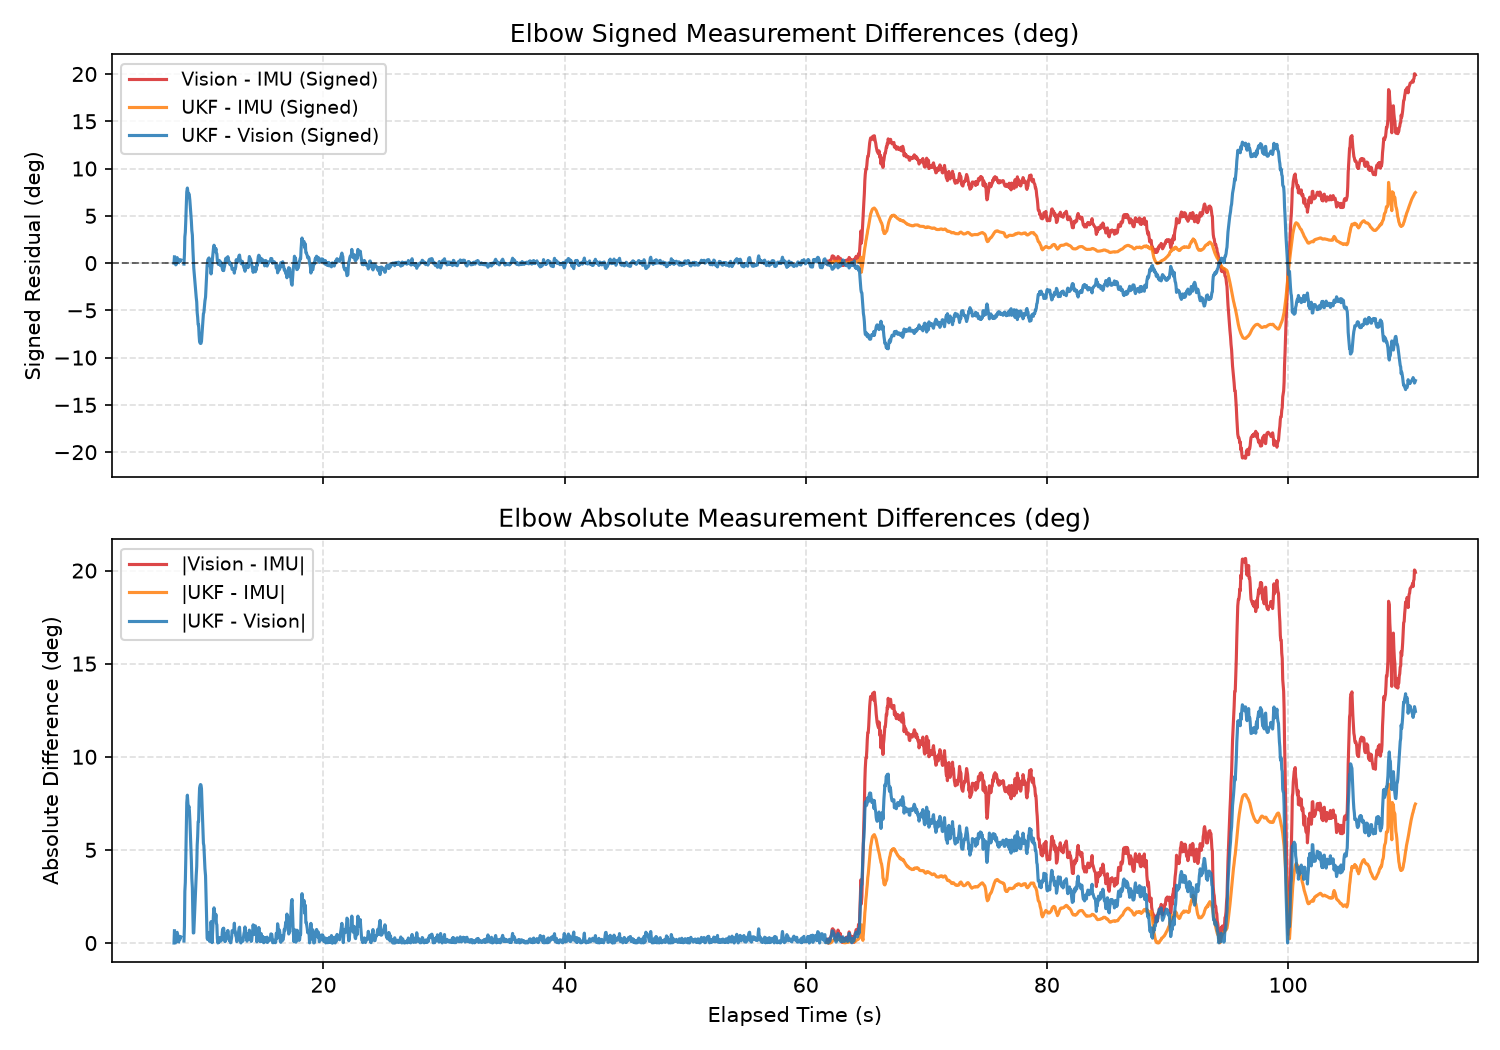 Elbow Signed Measurement Differences (deg)
Vision - IMU (Signed)
UKF - IMU (Signed)
UKF - Vision (Signed)
20
15
10
5
0
−5
−10
−15
−20
Signed Residual (deg)
Elbow Absolute Measurement Differences (deg)
|Vision - IMU|
|UKF - IMU|
|UKF - Vision|
20
15
10
5
0
Absolute Difference (deg)
20 40 60 80 100
Elapsed Time (s)